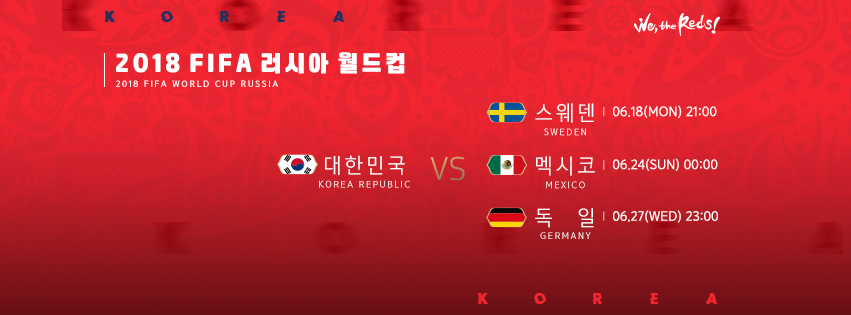 K O R E A
We, the Reds!
2018 FIFA 러시아 월드컵
2018 FIFA WORLD CUP RUSSIA
스웨덴 | 06.18(MON) 21:00
SWEDEN
대한민국 VS 멕시코 | 06.24(SUN) 00:00
KOREA REPUBLIC MEXICO
독 일 | 06.27(WED) 23:00
GERMANY
K O R E A
K O R E A